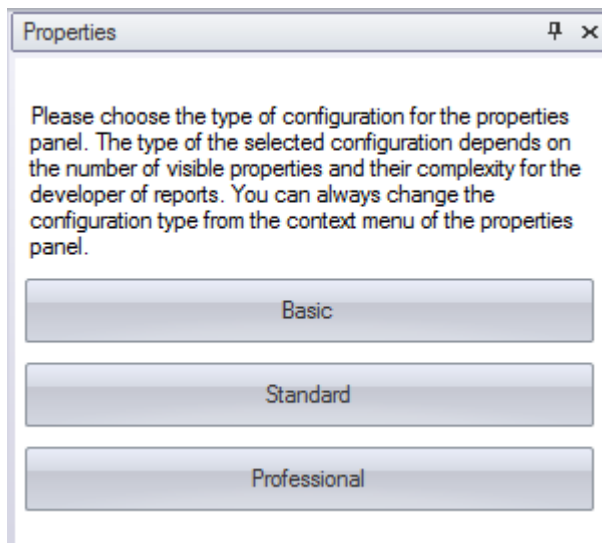 Properties
Please choose the type of configuration for the properties
panel. The type of the selected configuration depends on
the number of visible properties and their complexity for the
developer of reports. You can always change the
configuration type from the context menu of the properties
panel.
Basic
Standard
Professional